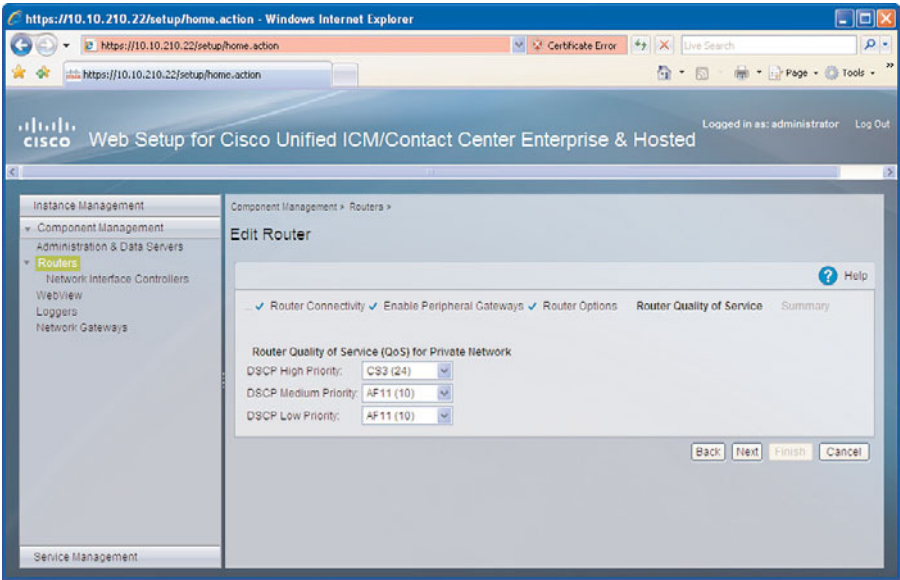 https://10.10.210.22/setup/home.action - Windows Internet Explorer
https://10.10.210.22/setup/home.action
Certificate Error
Live Search
https://10.10.210.22/setup/home.action
Page
Tools
CISCO
Web Setup for Cisco Unified ICM/Contact Center Enterprise & Hosted
Logged in as: administrator
Log Out
Instance Management
Component Management
Administration & Data Servers
Routers
Network Interface Controllers
WebView
Loggers
Network Gateways
Service Management
Component Management > Routers >
Edit Router
Help
... Router Connectivity Enable Peripheral Gateways Router Options Router Quality of Service Summary
Router Quality of Service (QoS) for Private Network
DSCP High Priority: CS3 (24)
DSCP Medium Priority: AF11 (10)
DSCP Low Priority: AF11 (10)
Back Next Finish Cancel